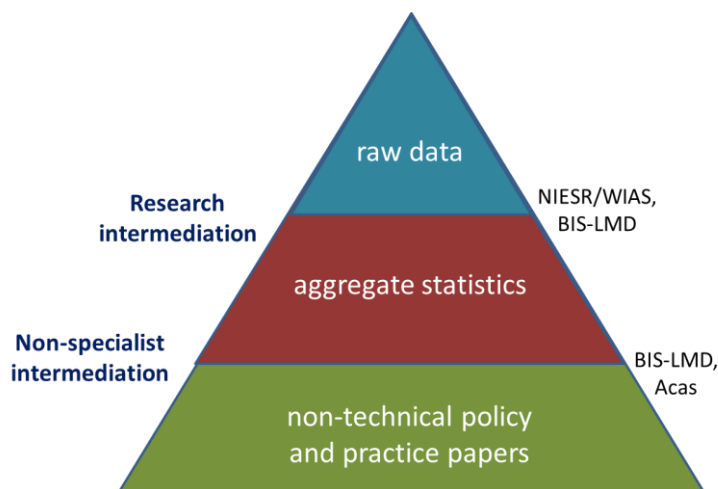 raw data
Research
intermediation
NIESR/WIAS,
BIS-LMD
aggregate statistics
Non-specialist
intermediation
BIS-LMD,
Acas
non-technical policy
and practice papers